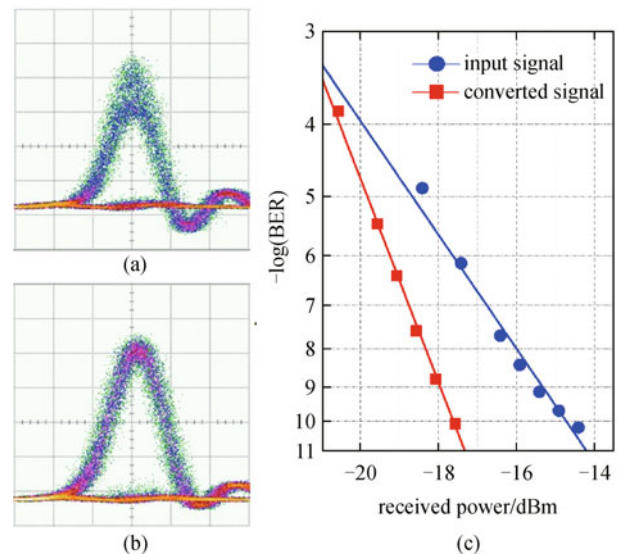 (a)
(b)
3
4
5
6
7
8
9
10
11
−log(BER)
input signal
converted signal
−20
−18
−16
−14
received power/dBm
(c)